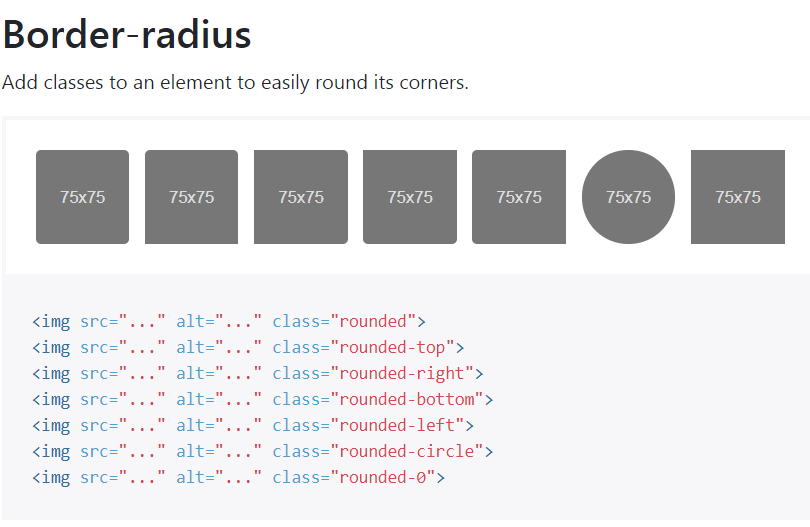 Border-radius
Add classes to an element to easily round its corners.
75x75 75x75 75x75 75x75 75x75 75x75 75x75
<img src="..." alt="..." class="rounded">
<img src="..." alt="..." class="rounded-top">
<img src="..." alt="..." class="rounded-right">
<img src="..." alt="..." class="rounded-bottom">
<img src="..." alt="..." class="rounded-left">
<img src="..." alt="..." class="rounded-circle">
<img src="..." alt="..." class="rounded-0">